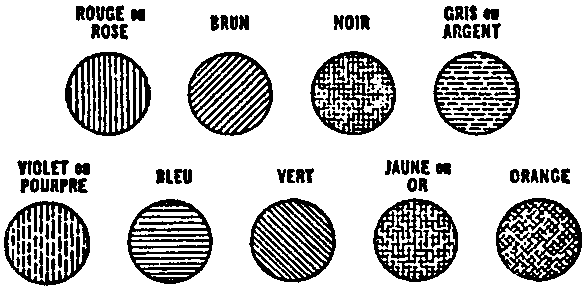 ROUGE ou
ROSE
BRUN
NOIR
GRIS ou
ARGENT
VIOLET ou
POURPRE
BLEU
VERT
JAUNE ou
OR
ORANGE